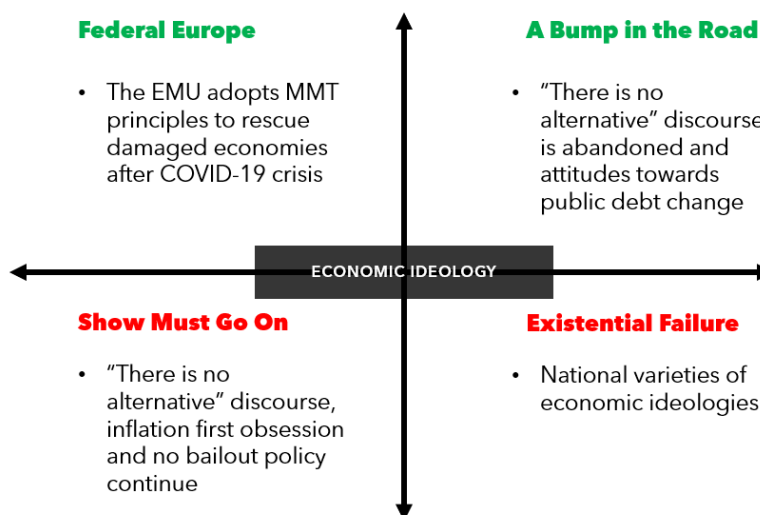 Federal Europe
• The EMU adopts MMT
principles to rescue
damaged economies
after COVID-19 crisis
A Bump in the Road
• “There is no
alternative” discourse
is abandoned and
attitudes towards
public debt change
ECONOMIC IDEOLOGY
Show Must Go On
• “There is no
alternative” discourse,
inflation first obsession
and no bailout policy
continue
Existential Failure
• National varieties of
economic ideologies